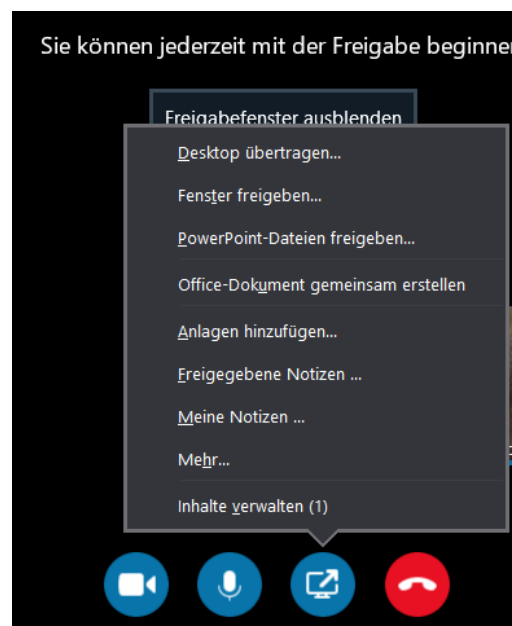 Sie können jederzeit mit der Freigabe beginne
Freigabefenster ausblenden
Desktop übertragen...
Fenster freigeben...
PowerPoint-Dateien freigeben...
Office-Dokument gemeinsam erstellen
Anlagen hinzufügen...
Freigegebene Notizen ...
Meine Notizen ...
Mehr...
Inhalte verwalten (1)